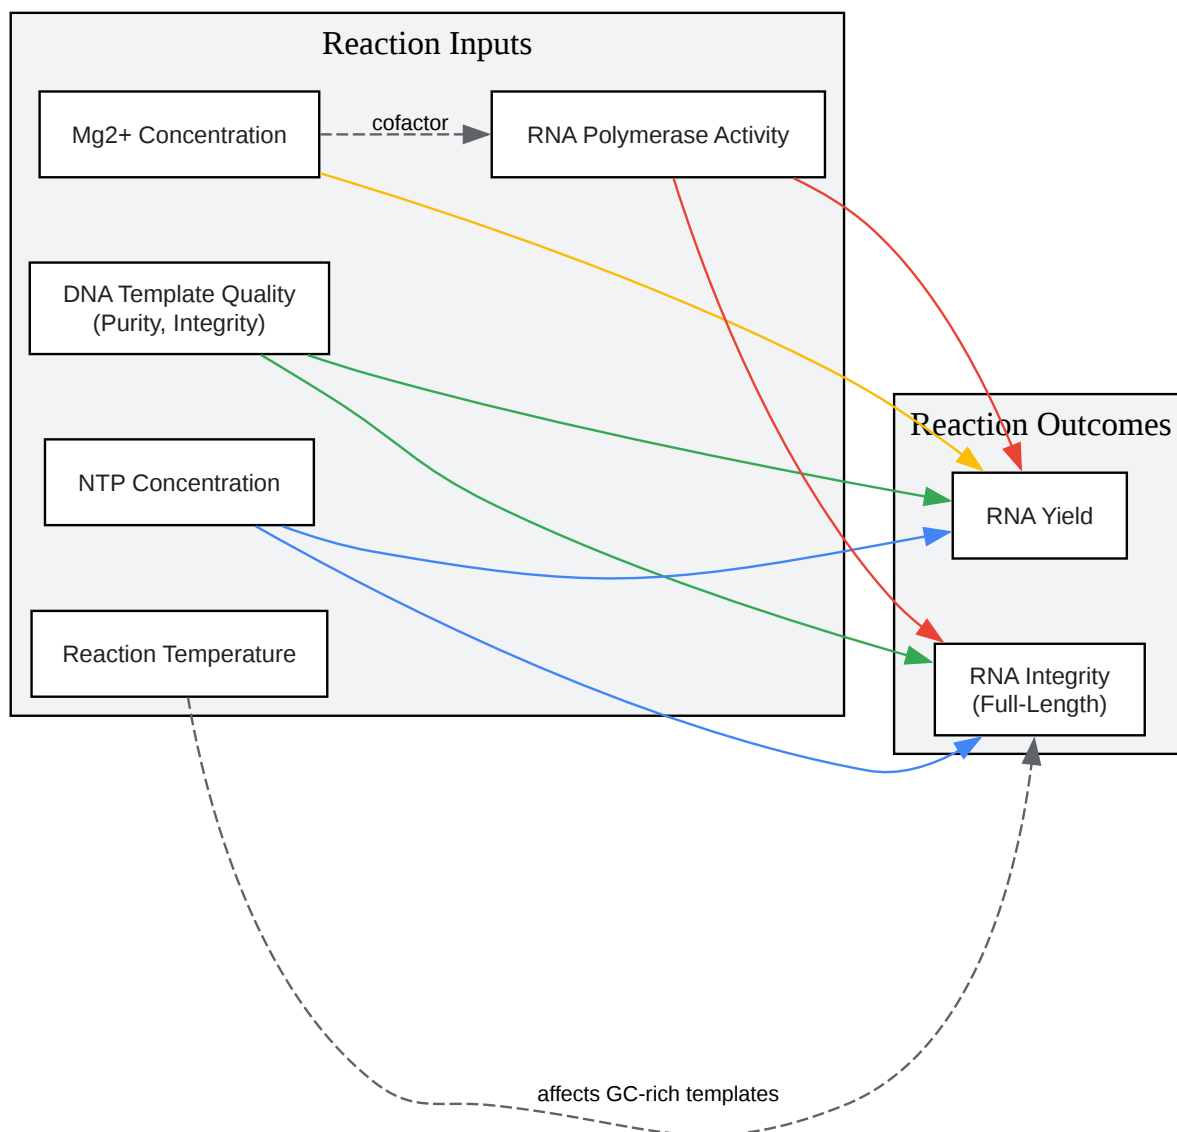 Reaction Inputs
Mg2+ Concentration
cofactor
RNA Polymerase Activity
DNA Template Quality
(Purity, Integrity)
NTP Concentration
Reaction Temperature
Reaction Outcomes
RNA Yield
RNA Integrity
(Full-Length)
affects GC-rich templates